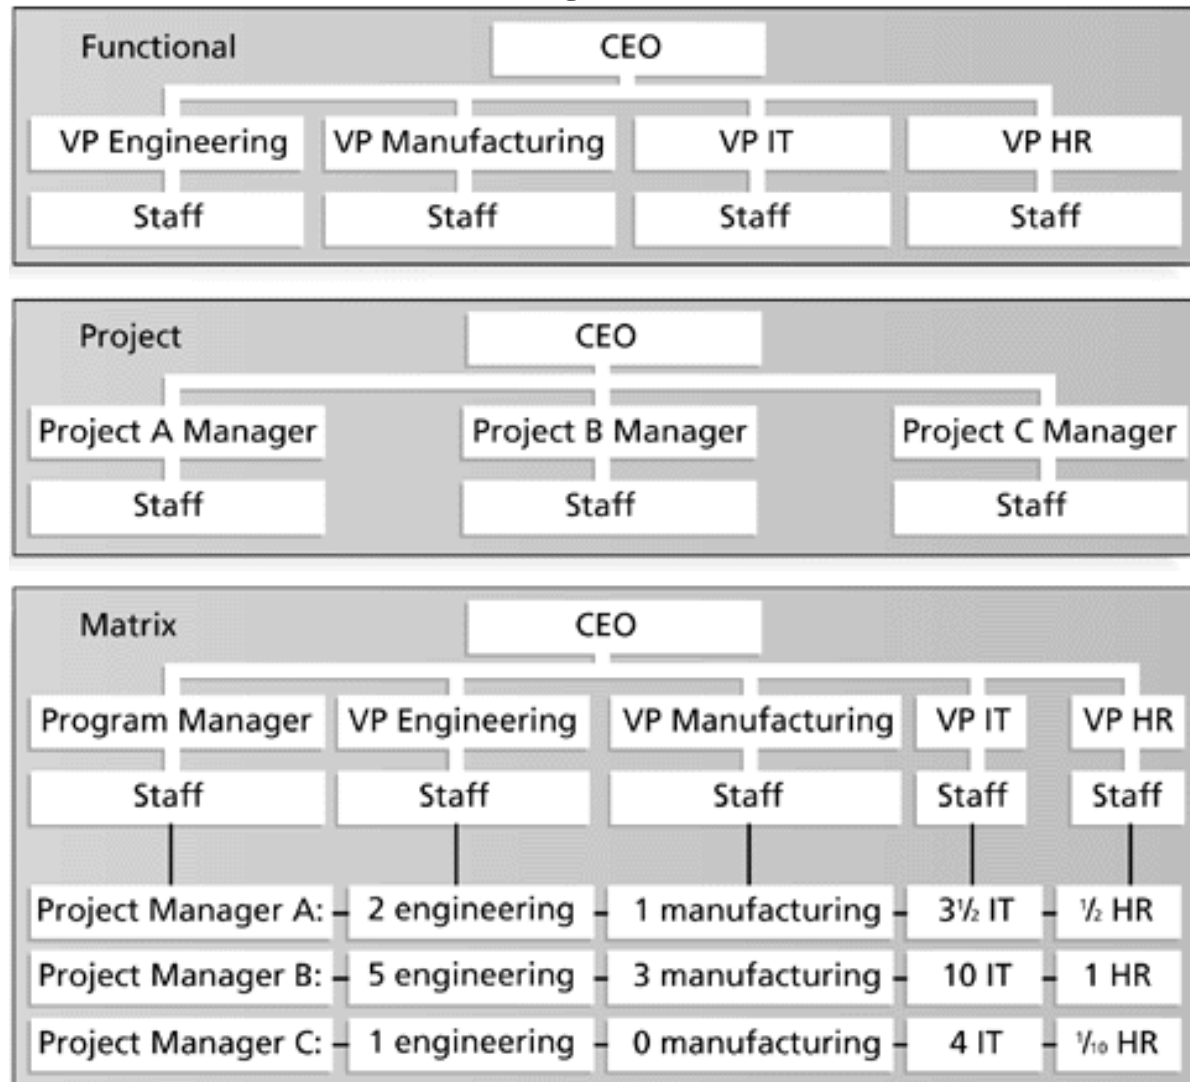 Functional
CEO
VP Engineering VP Manufacturing VP IT VP HR
Staff Staff Staff Staff
Project
CEO
Project A Manager Project B Manager Project C Manager
Staff Staff Staff
Matrix
CEO
Program Manager VP Engineering VP Manufacturing VP IT VP HR
Staff Staff Staff Staff Staff
Project Manager A: 2 engineering 1 manufacturing 3½ IT ½ HR
Project Manager B: 5 engineering 3 manufacturing 10 IT 1 HR
Project Manager C: 1 engineering 0 manufacturing 4 IT 1/10 HR